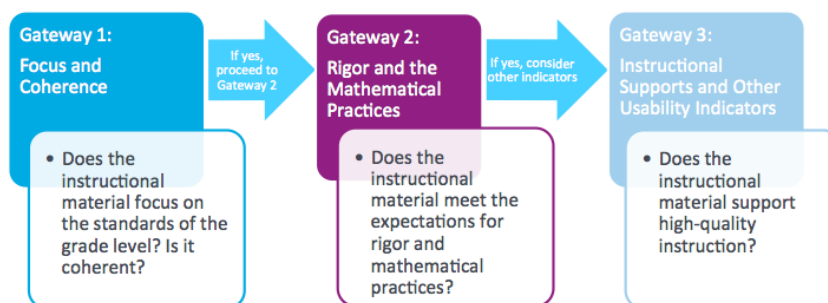 Gateway 1:
Focus and
Coherence
• Does the
instructional
material focus on
the standards of the
grade level? Is it
coherent?
If yes,
proceed to
Gateway 2
Gateway 2:
Rigor and the
Mathematical
Practices
• Does the
instructional
material meet the
expectations for
rigor and
mathematical
practices?
If yes, consider
other indicators
Gateway 3:
Instructional
Supports and Other
Usability Indicators
• Does the
instructional
material support
high-quality
instruction?